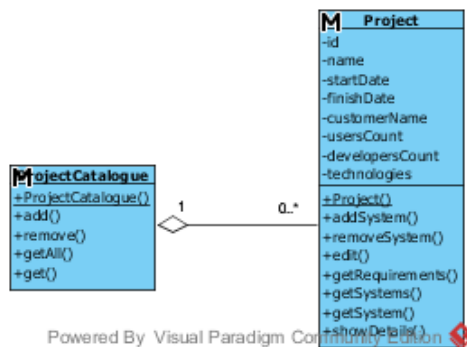 M Project
-id
-name
-startDate
-finishDate
-customerName
-usersCount
-developersCount
-technologies
+Project()
+addSystem()
+removeSystem()
+edit()
+getRequirements()
+getSystems()
+getSystem()
+showDetails()
M ojectCatalogue
+ProjectCatalogue()
+add()
+remove()
+getAll()
+get()
1
0..*
Powered By Visual Paradigm Community Edition